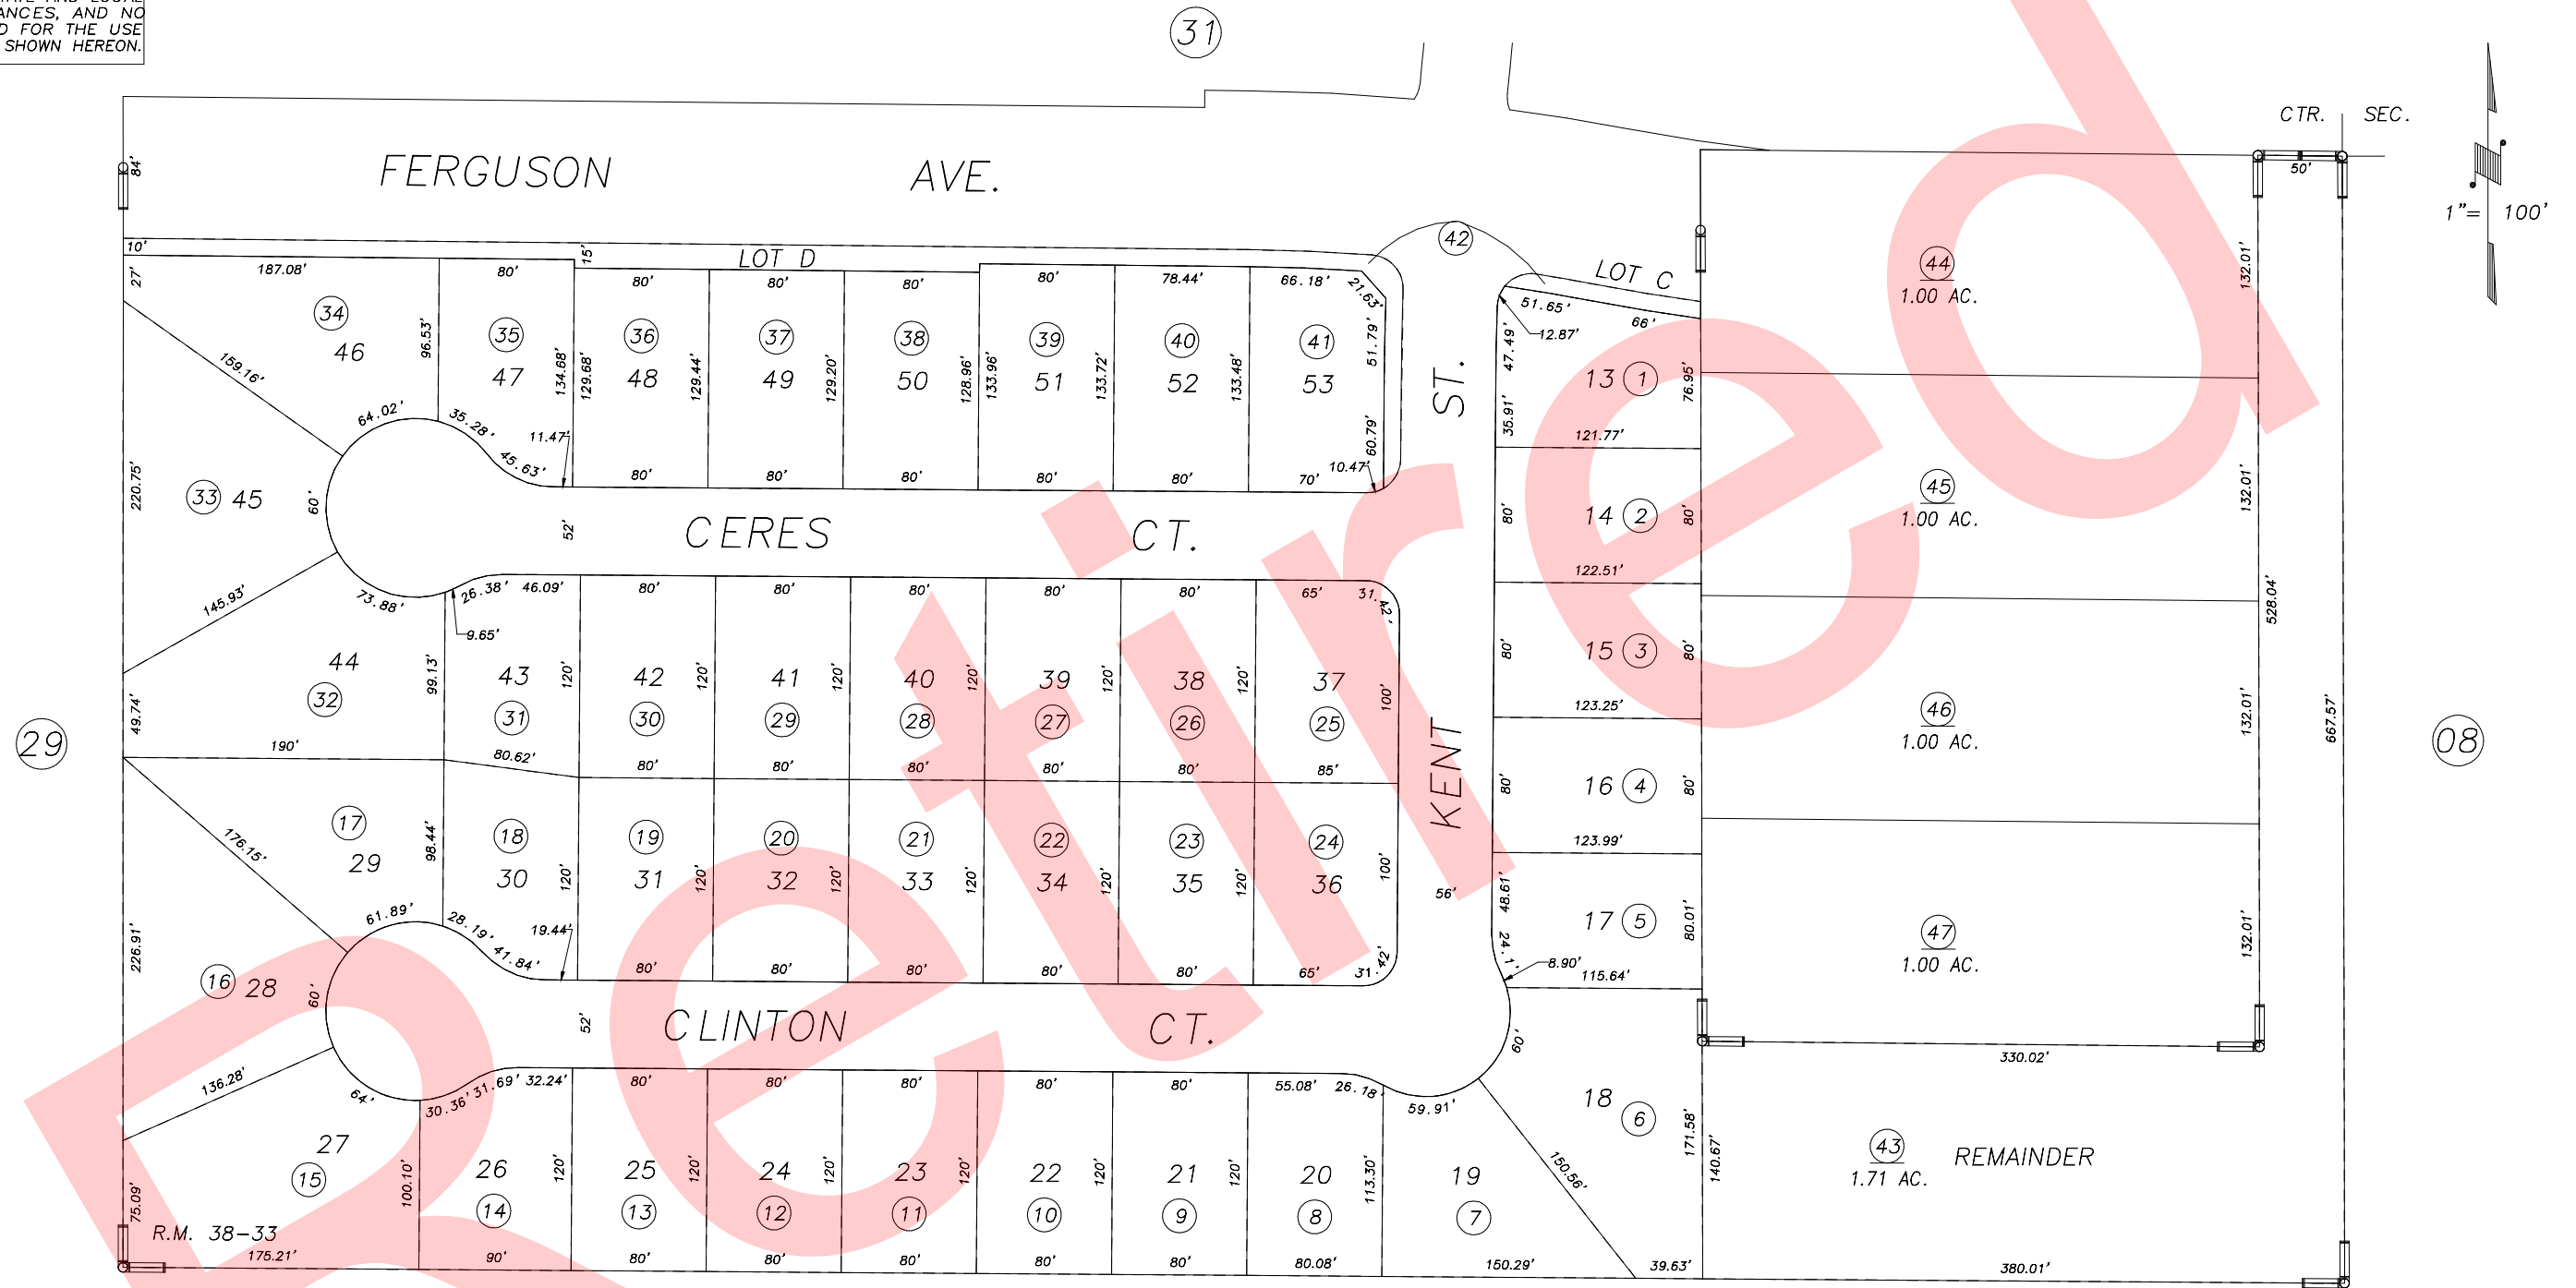 STATE AND LOCAL
ANCES, AND NO
D FOR THE USE
SHOWN HEREON.
31
CTR. SEC.
50'
1"= 100'
FERGUSON AVE.
84'
10'
27'
15'
LOT D
42
LOT C
187.08' 80' 80' 80' 80' 80' 78.44' 66.18' 21.63'
51.65' 66'
12.87'
34 35 36 37 38 39 40 41
46 47 48 49 50 51 52 53
96.53' 134.68' 129.68' 129.44' 129.20' 128.96' 133.96' 133.72' 133.48' 51.79' 60.79'
47.49' 35.91' 13 1 76.95'
44
1.00 AC.
132.01'
159.16'
64.02' 35.28' 45.63' 11.47' 10.47'
80' 80' 80' 80' 80' 70'
121.77'
220.75' 33 45 60'
52'
CERES CT.
ST.
80' 14 2 80'
122.51'
45
1.00 AC.
132.01'
528.04'
667.57'
145.93'
73.88' 26.38' 46.09' 80' 80' 80' 80' 80' 65' 31.42'
9.65'
44 43 42 41 40 39 38 37
32 31 30 29 28 27 26 25
99.13' 120' 120' 120' 120' 120' 120' 100'
80' 15 3 80'
123.25'
46
1.00 AC.
132.01'
49.74'
190' 80.62' 80' 80' 80' 80' 80' 85'
29
08
KENT
80' 16 4 80'
123.99'
17 18 19 20 21 22 23 24
29 30 31 32 33 34 35 36
176.15' 98.44' 120' 120' 120' 120' 120' 120' 100'
56'
48.61' 24.1' 17 5 80.01'
8.90'
115.64'
47
1.00 AC.
132.01'
226.91'
61.89' 28.19' 41.84' 19.44'
80' 80' 80' 80' 80' 65' 31.42'
16 28 60'
52'
CLINTON CT.
60'
330.02'
136.28'
64' 30.36' 31.69' 32.24' 80' 80' 80' 80' 55.08' 26.18' 59.91'
18 6 171.58' 140.67'
150.56'
43
1.71 AC.
REMAINDER
27 26 25 24 23 22 21 20 19
15 14 13 12 11 10 9 8 7
75.09' 100.10' 120' 120' 120' 120' 120' 120' 113.30'
R.M. 38-33
175.21' 90' 80' 80' 80' 80' 80' 80.08' 150.29' 39.63' 380.01'
Retired